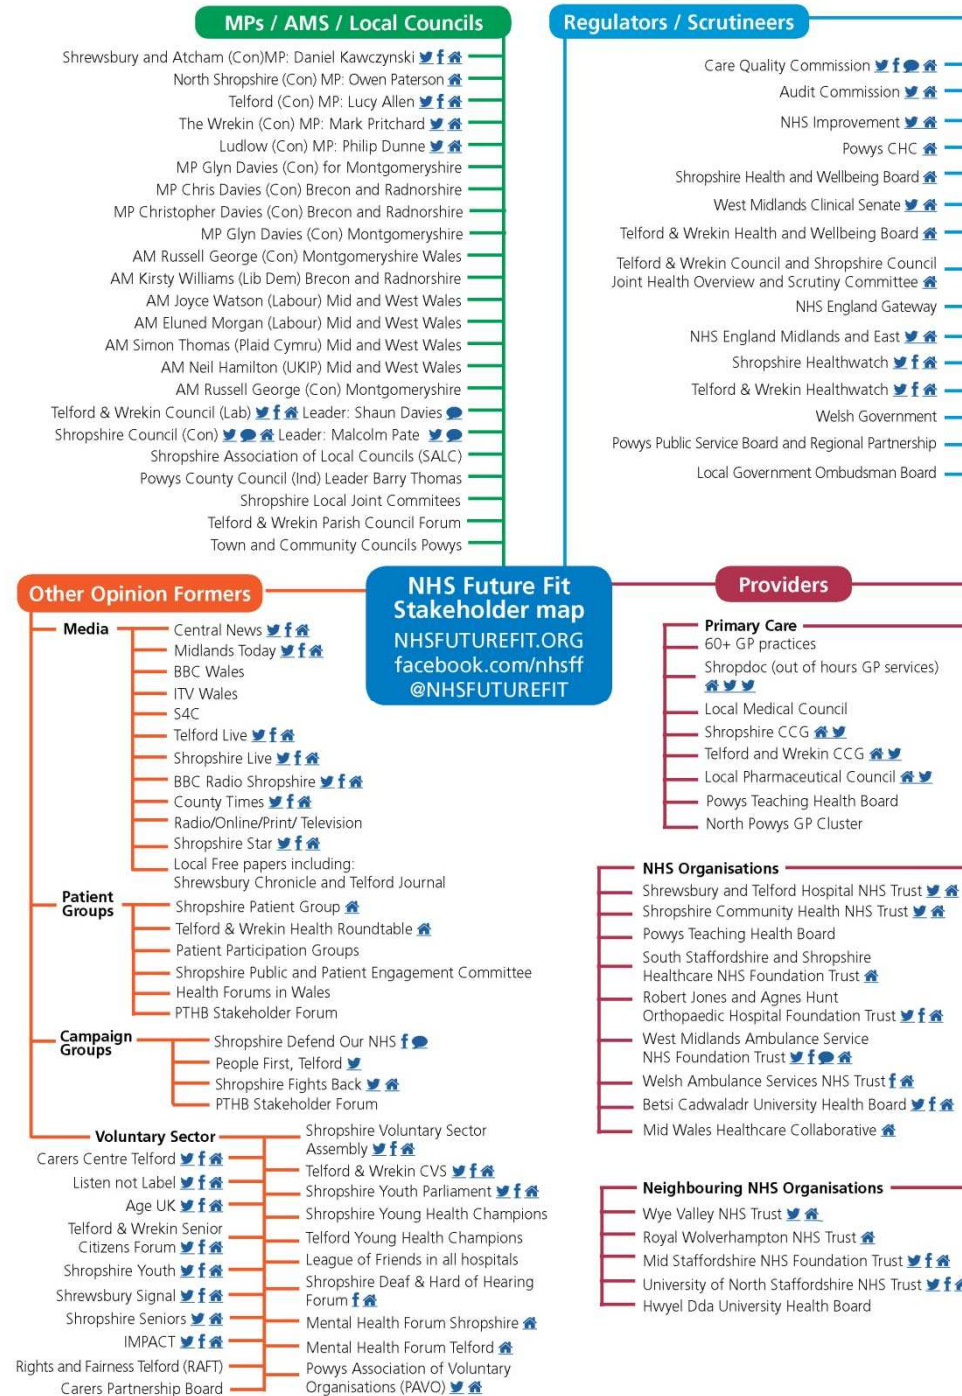 MPs / AMS / Local Councils
Shrewsbury and Atcham (Con)MP: Daniel Kawczynski
North Shropshire (Con) MP: Owen Paterson
Telford (Con) MP: Lucy Allen
The Wrekin (Con) MP: Mark Pritchard
Ludlow (Con) MP: Philip Dunne
MP Glyn Davies (Con) for Montgomeryshire
MP Chris Davies (Con) Brecon and Radnorshire
MP Christopher Davies (Con) Brecon and Radnorshire
MP Glyn Davies (Con) Montgomeryshire
AM Russell George (Con) Montgomeryshire Wales
AM Kirsty Williams (Lib Dem) Brecon and Radnorshire
AM Joyce Watson (Labour) Mid and West Wales
AM Eluned Morgan (Labour) Mid and West Wales
AM Simon Thomas (Plaid Cymru) Mid and West Wales
AM Neil Hamilton (UKIP) Mid and West Wales
AM Russell George (Con) Montgomeryshire
Telford & Wrekin Council (Lab) Leader: Shaun Davies
Shropshire Council (Con) Leader: Malcolm Pate
Shropshire Association of Local Councils (SALC)
Powys County Council (Ind) Leader Barry Thomas
Shropshire Local Joint Commitees
Telford & Wrekin Parish Council Forum
Town and Community Councils Powys
Regulators / Scrutineers
Care Quality Commission
Audit Commission
NHS Improvement
Powys CHC
Shropshire Health and Wellbeing Board
West Midlands Clinical Senate
Telford & Wrekin Health and Wellbeing Board
Telford & Wrekin Council and Shropshire Council
Joint Health Overview and Scrutiny Committee
NHS England Gateway
NHS England Midlands and East
Shropshire Healthwatch
Telford & Wrekin Healthwatch
Welsh Government
Powys Public Service Board and Regional Partnership
Local Government Ombudsman Board
NHS Future Fit
Stakeholder map
NHSFUTUREFIT.ORG
facebook.com/nhsff
@NHSFUTUREFIT
Other Opinion Formers
Media
Central News
Midlands Today
BBC Wales
ITV Wales
S4C
Telford Live
Shropshire Live
BBC Radio Shropshire
County Times
Radio/Online/Print/ Television
Shropshire Star
Local Free papers including:
Shrewsbury Chronicle and Telford Journal
Patient
Groups
Shropshire Patient Group
Telford & Wrekin Health Roundtable
Patient Participation Groups
Shropshire Public and Patient Engagement Committee
Health Forums in Wales
PTHB Stakeholder Forum
Campaign
Groups
Shropshire Defend Our NHS
People First, Telford
Shropshire Fights Back
PTHB Stakeholder Forum
Voluntary Sector
Carers Centre Telford
Listen not Label
Age UK
Telford & Wrekin Senior
Citizens Forum
Shropshire Youth
Shrewsbury Signal
Shropshire Seniors
IMPACT
Rights and Fairness Telford (RAFT)
Carers Partnership Board
Shropshire Voluntary Sector
Assembly
Telford & Wrekin CVS
Shropshire Youth Parliament
Shropshire Young Health Champions
Telford Young Health Champions
League of Friends in all hospitals
Shropshire Deaf & Hard of Hearing
Forum
Mental Health Forum Shropshire
Mental Health Forum Telford
Powys Association of Voluntary
Organisations (PAVO)
Providers
Primary Care
60+ GP practices
Shropdoc (out of hours GP services)
Local Medical Council
Shropshire CCG
Telford and Wrekin CCG
Local Pharmaceutical Council
Powys Teaching Health Board
North Powys GP Cluster
NHS Organisations
Shrewsbury and Telford Hospital NHS Trust
Shropshire Community Health NHS Trust
Powys Teaching Health Board
South Staffordshire and Shropshire
Healthcare NHS Foundation Trust
Robert Jones and Agnes Hunt
Orthopaedic Hospital Foundation Trust
West Midlands Ambulance Service
NHS Foundation Trust
Welsh Ambulance Services NHS Trust
Betsi Cadwaladr University Health Board
Mid Wales Healthcare Collaborative
Neighbouring NHS Organisations
Wye Valley NHS Trust
Royal Wolverhampton NHS Trust
Mid Staffordshire NHS Foundation Trust
University of North Staffordshire NHS Trust
Hwyel Dda University Health Board